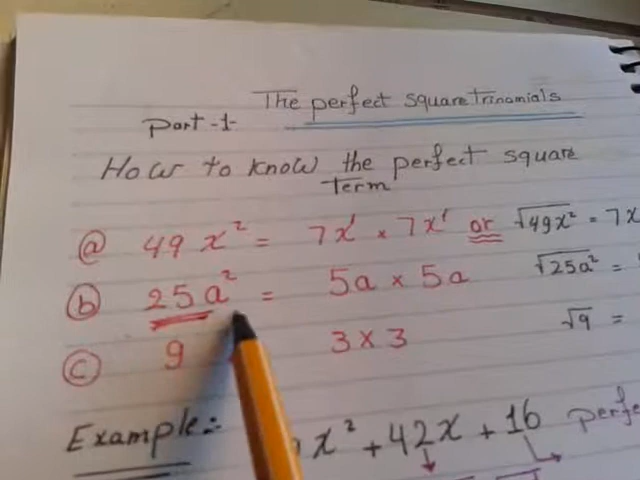 The perfect square Trinomials
Part-1-
How to know the perfect square
Term
ⓐ 49 x² = 7x¹ × 7x¹ or √49x² = 7x
ⓑ 25a² = 5a × 5a √25a² =
ⓒ 9 3 × 3 √9 =
Example:- x² + 42x + 16